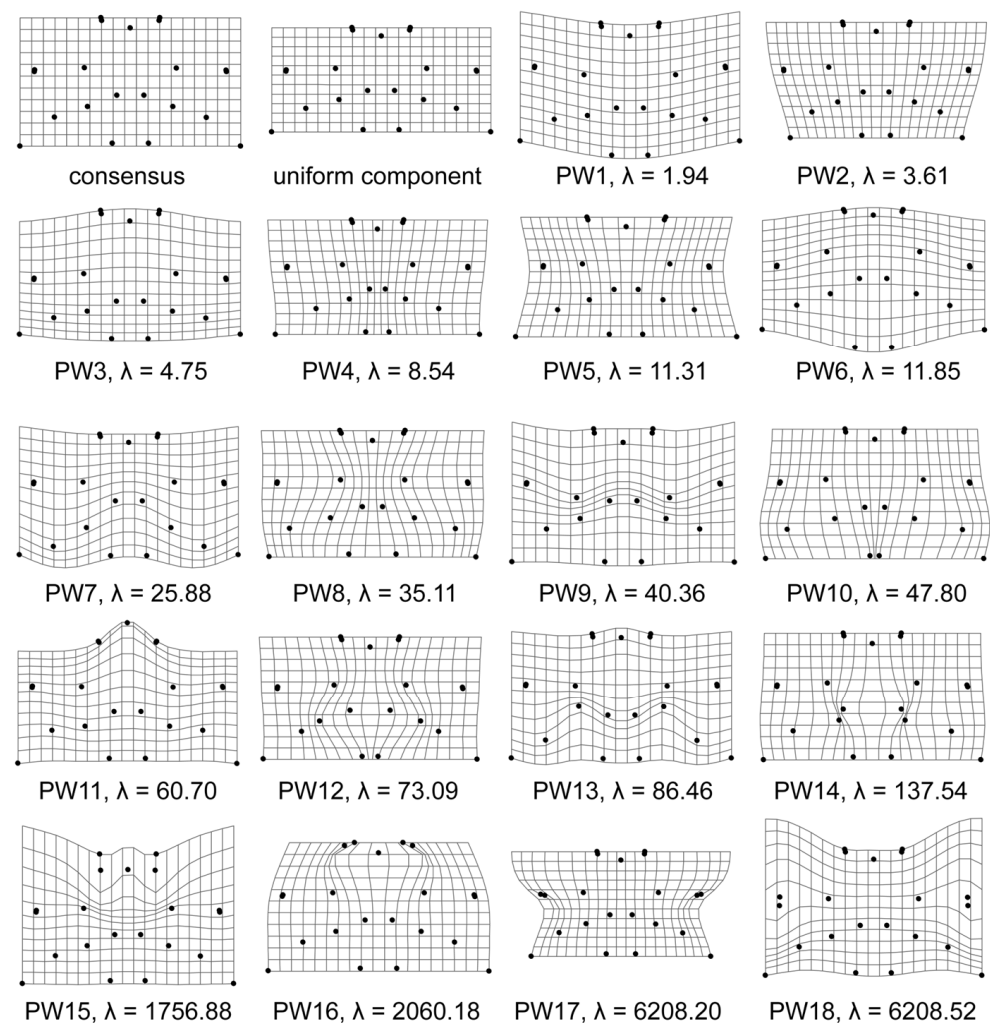 consensus
uniform component
PW1, λ = 1.94
PW2, λ = 3.61
PW3, λ = 4.75
PW4, λ = 8.54
PW5, λ = 11.31
PW6, λ = 11.85
PW7, λ = 25.88
PW8, λ = 35.11
PW9, λ = 40.36
PW10, λ = 47.80
PW11, λ = 60.70
PW12, λ = 73.09
PW13, λ = 86.46
PW14, λ = 137.54
PW15, λ = 1756.88
PW16, λ = 2060.18
PW17, λ = 6208.20
PW18, λ = 6208.52